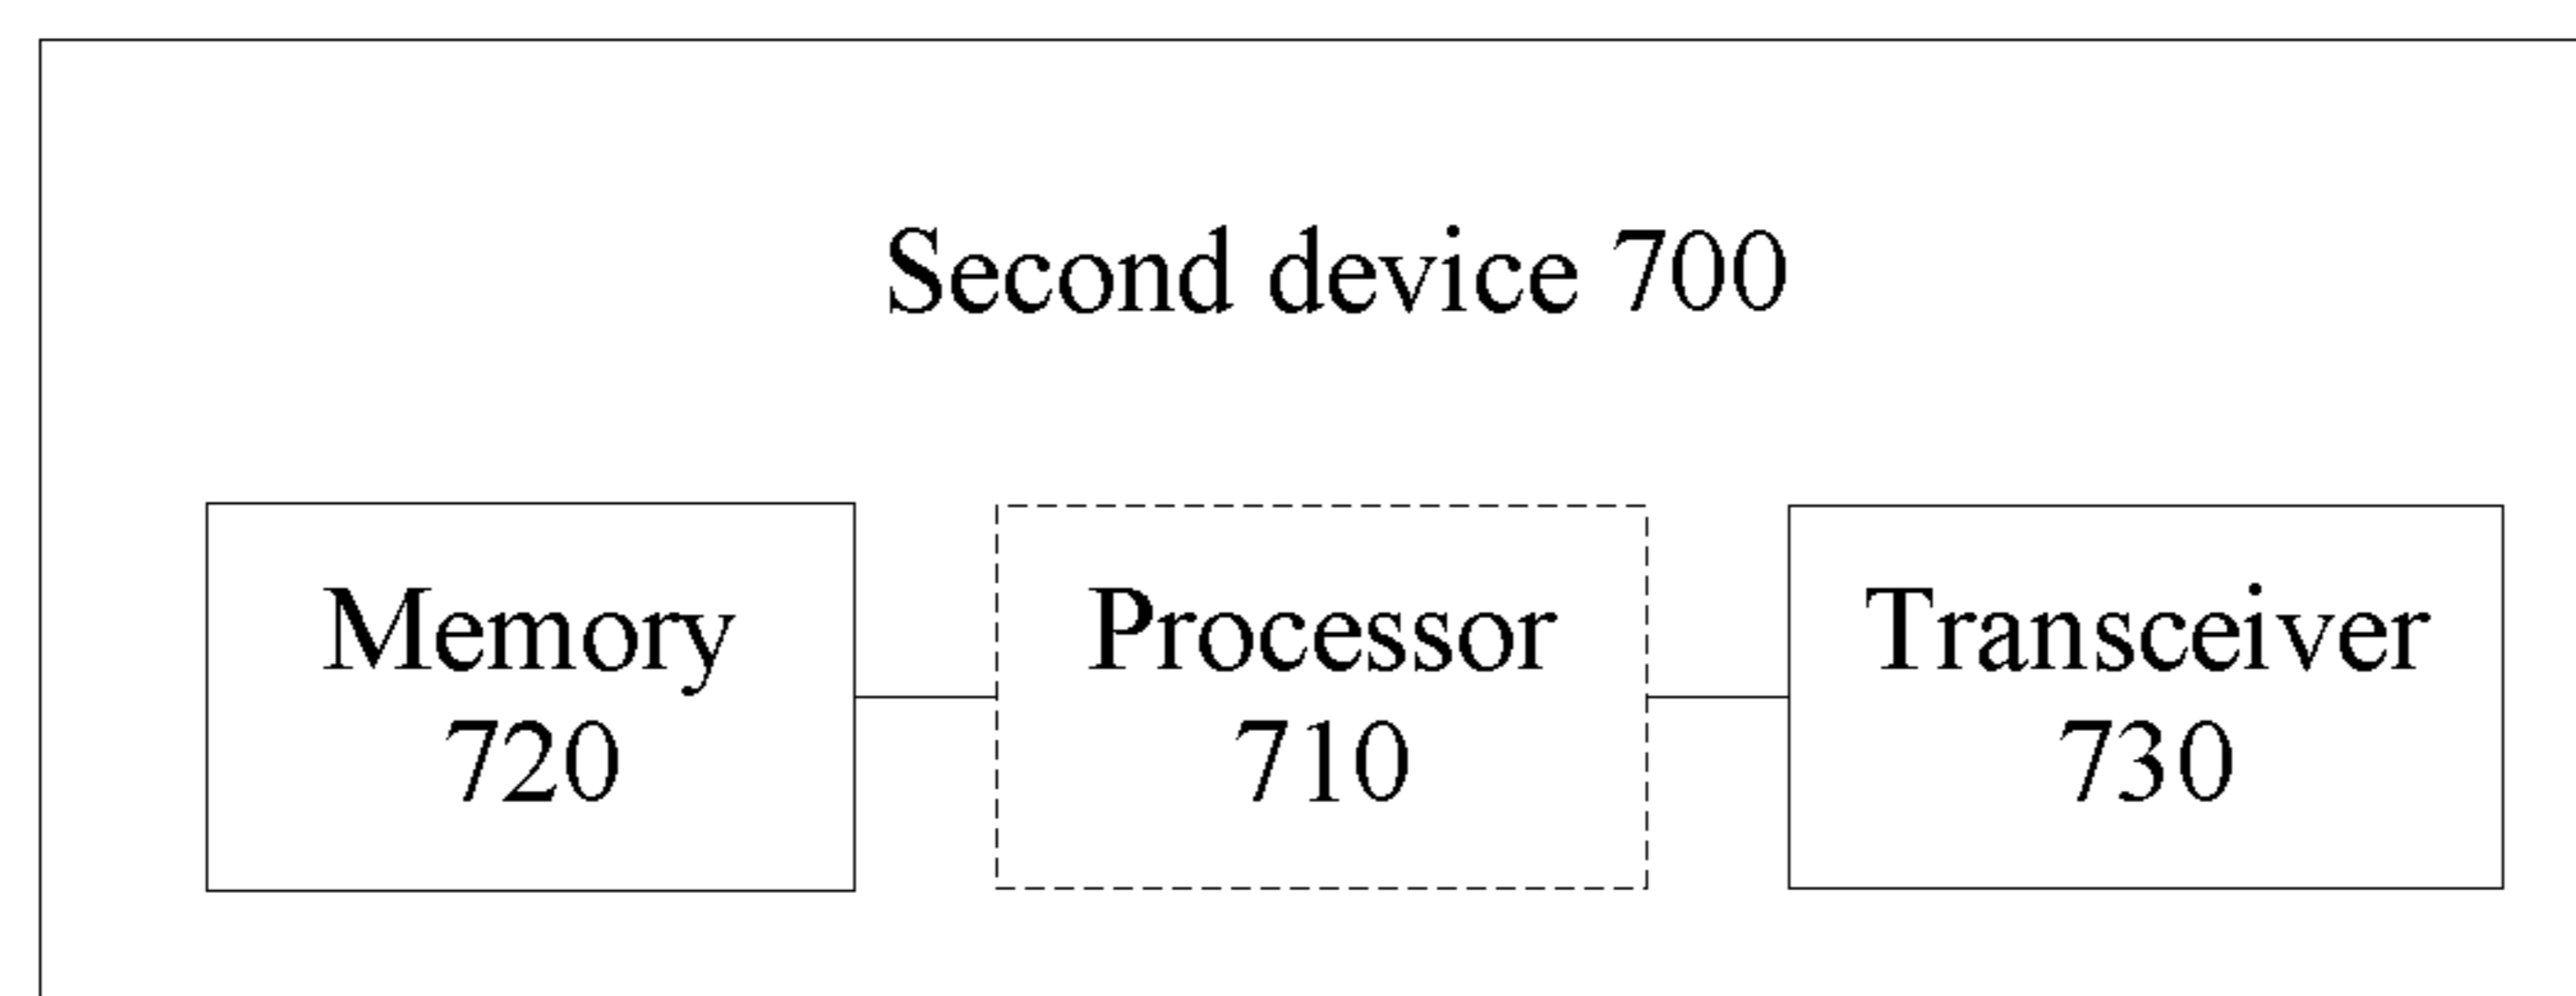 Second device 700
Memory
720
Processor
710
Transceiver
730